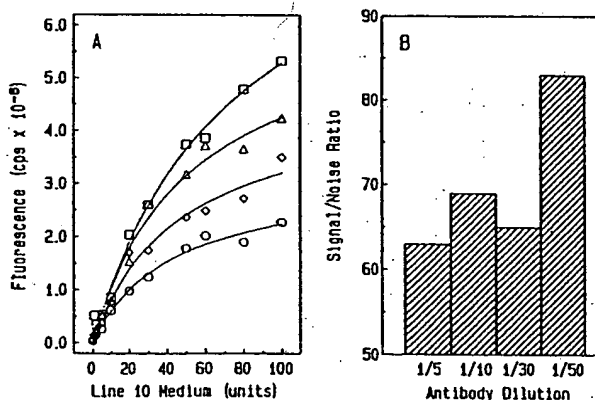 A
6.0
5.0
4.0
3.0
2.0
1.0
0.0
Fluorescence (cps x 10⁻⁶)
0 20 40 60 80 100
Line 10 Medium (units)
B
90
80
70
60
50
Signal/Noise Ratio
1/5 1/10 1/30 1/50
Antibody Dilution